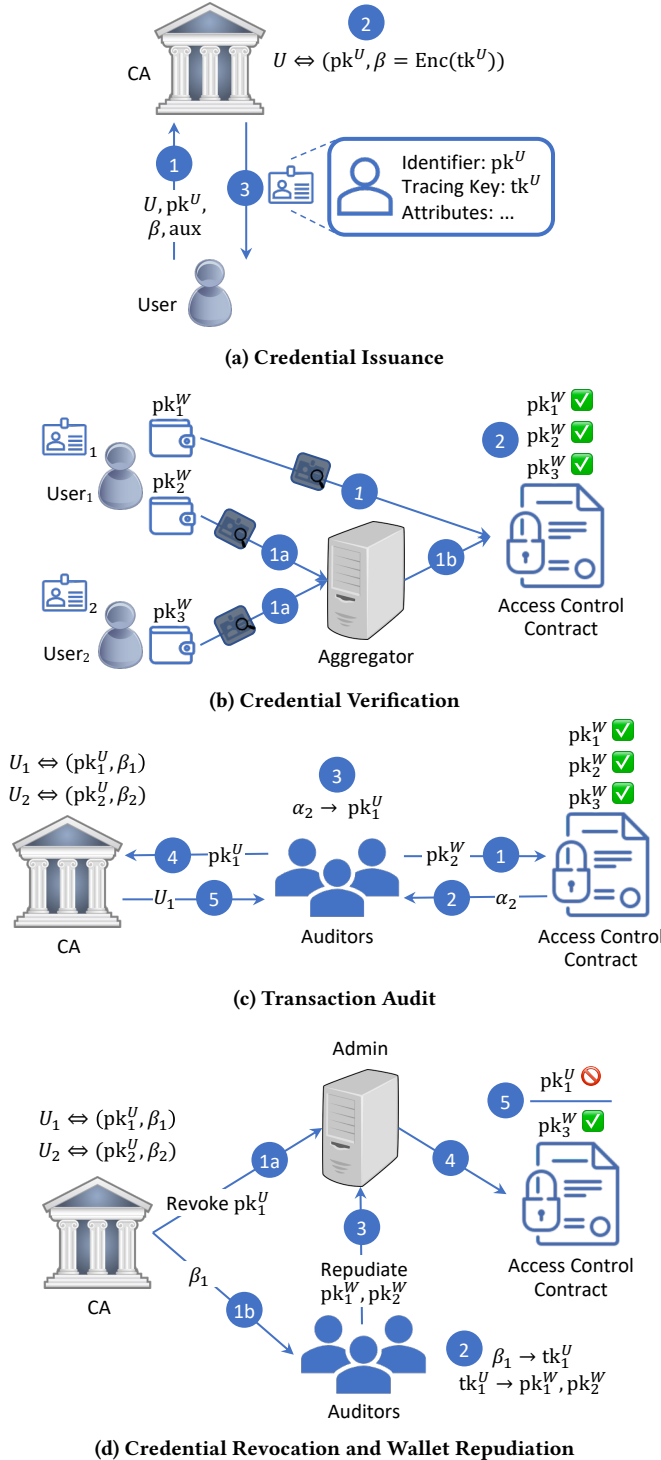 2
CA
U ⇔ (pk^U, β = Enc(tk^U))
1
3
Identifier: pk^U
Tracing Key: tk^U
Attributes: ...
U, pk^U,
β, aux
User
(a) Credential Issuance
pk_1^W
pk_1^W
2
pk_2^W
pk_3^W
1
User₁
pk_2^W
1
1a
1b
2
1a
User₂
pk_3^W
Aggregator
Access Control
Contract
(b) Credential Verification
pk_1^W
pk_2^W
pk_3^W
U_1 ⇔ (pk_1^U, β_1)
U_2 ⇔ (pk_2^U, β_2)
3
α_2 → pk_1^U
4 pk_1^U
pk_2^W 1
U_1 5
2 α_2
CA
Auditors
Access Control
Contract
(c) Transaction Audit
Admin
5
pk_1^U
pk_3^W
U_1 ⇔ (pk_1^U, β_1)
U_2 ⇔ (pk_2^U, β_2)
1a
4
Revoke pk_1^U
3
CA
β_1
1b
Repudiate
pk_1^W, pk_2^W
Access Control
Contract
2
β_1 → tk_1^U
tk_1^U → pk_1^W, pk_2^W
Auditors
(d) Credential Revocation and Wallet Repudiation